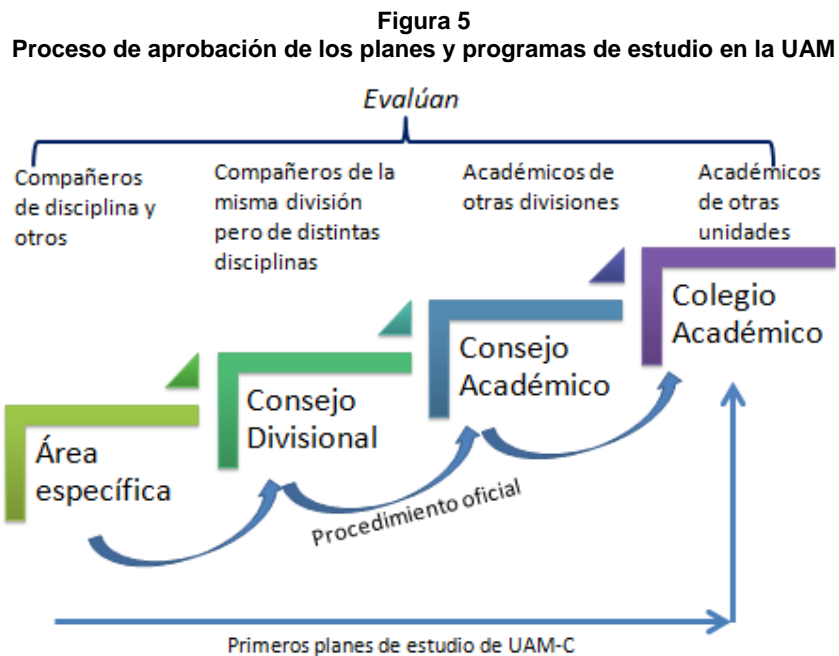 Figura 5
Proceso de aprobación de los planes y programas de estudio en la UAM
Evalúan
Compañeros
de disciplina y
otros
Compañeros de la
misma división
pero de distintas
disciplinas
Académicos de
otras divisiones
Académicos
de otras
unidades
Área
específica
Consejo
Divisional
Consejo
Académico
Colegio
Académico
Procedimiento oficial
Primeros planes de estudio de UAM-C